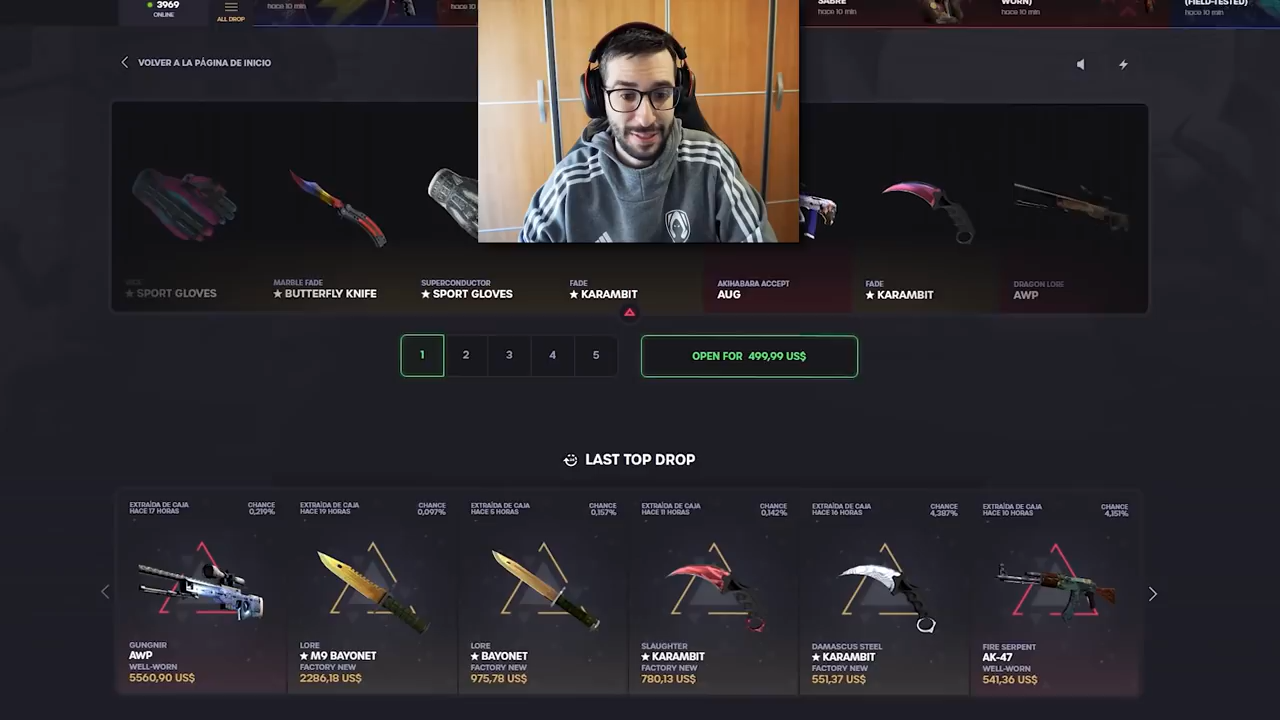 3969
ONLINE
ALL DROP
hace 10 min
hace 10
SABRE
hace 10 min
WORN)
hace 10 min
(FIELD-TESTED)
hace 10 min
VOLVER A LA PÁGINA DE INICIO
★ SPORT GLOVES
MARBLE FADE
★ BUTTERFLY KNIFE
SUPERCONDUCTOR
★ SPORT GLOVES
FADE
★ KARAMBIT
AKIHABARA ACCEPT
AUG
FADE
★ KARAMBIT
DRAGON LORE
AWP
1 2 3 4 5
OPEN FOR 499,99 US$
LAST TOP DROP
EXTRAÍDA DE CAJA
HACE 17 HORAS
CHANCE
0,219%
GUNGNIR
AWP
WELL-WORN
5560,90 US$
EXTRAÍDA DE CAJA
HACE 19 HORAS
CHANCE
0,097%
LORE
★ M9 BAYONET
FACTORY NEW
2286,18 US$
EXTRAÍDA DE CAJA
HACE 5 HORAS
CHANCE
0,157%
LORE
★ BAYONET
FACTORY NEW
975,78 US$
EXTRAÍDA DE CAJA
HACE 11 HORAS
CHANCE
0,142%
SLAUGHTER
★ KARAMBIT
FACTORY NEW
780,13 US$
EXTRAÍDA DE CAJA
HACE 16 HORAS
CHANCE
4,387%
DAMASCUS STEEL
★ KARAMBIT
FACTORY NEW
551,37 US$
EXTRAÍDA DE CAJA
HACE 10 HORAS
CHANCE
4,151%
FIRE SERPENT
AK-47
WELL-WORN
541,36 US$